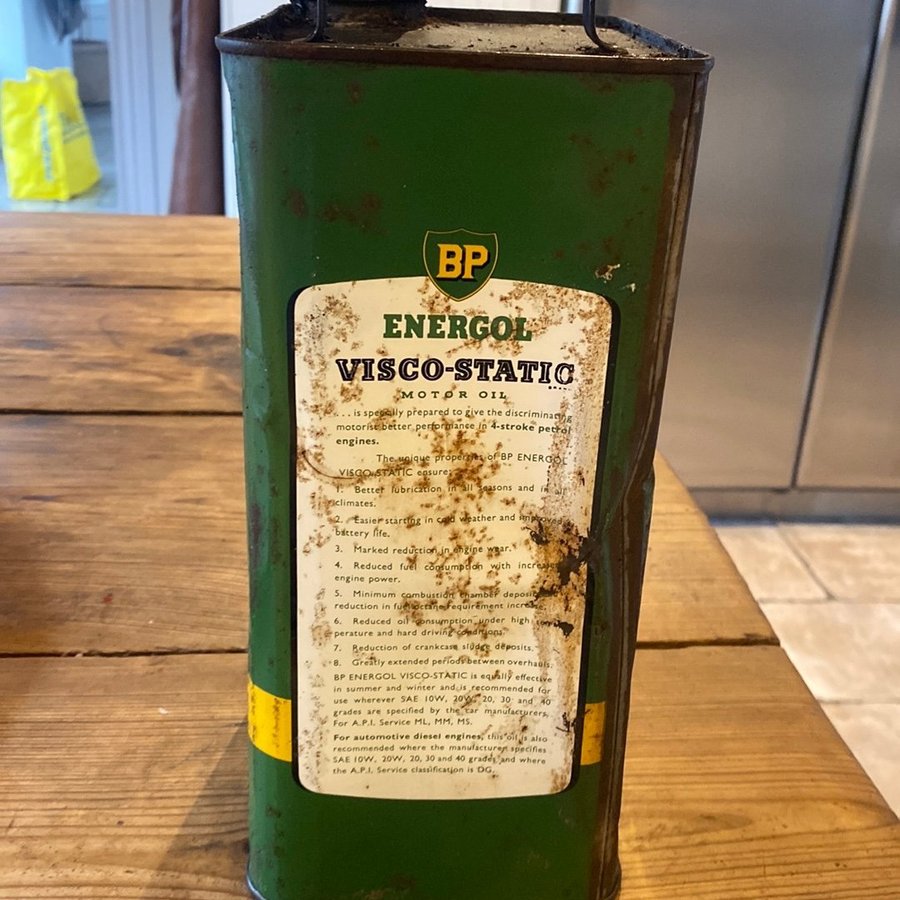 BP
ENERGOL
VISCO-STATIC
MOTOR OIL
. . . is specially prepared to give the discriminating
motorist better performance in 4-stroke petrol
engines.
The unique properties of BP ENERGOL
VISCO-STATIC ensure:
1. Better lubrication in all seasons and in all
climates.
2. Easier starting in cold weather and improved
battery life.
3. Marked reduction in engine wear.
4. Reduced fuel consumption with increased
engine power.
5. Minimum combustion chamber deposits
reduction in fuel octane requirement increase.
6. Reduced oil consumption under high
perature and hard driving conditions.
7. Reduction of crankcase sludge deposits.
8. Greatly extended periods between overhauls.
BP ENERGOL VISCO-STATIC is equally effective
in summer and winter and is recommended for
use wherever SAE 10W, 20W, 20, 30 and 40
grades are specified by the car manufacturers.
For A.P.I. Service ML, MM, MS.
For automotive diesel engines, this oil is also
recommended where the manufacturer specifies
SAE 10W, 20W, 20, 30 and 40 grades and where
the A.P.I. Service classification is DG.